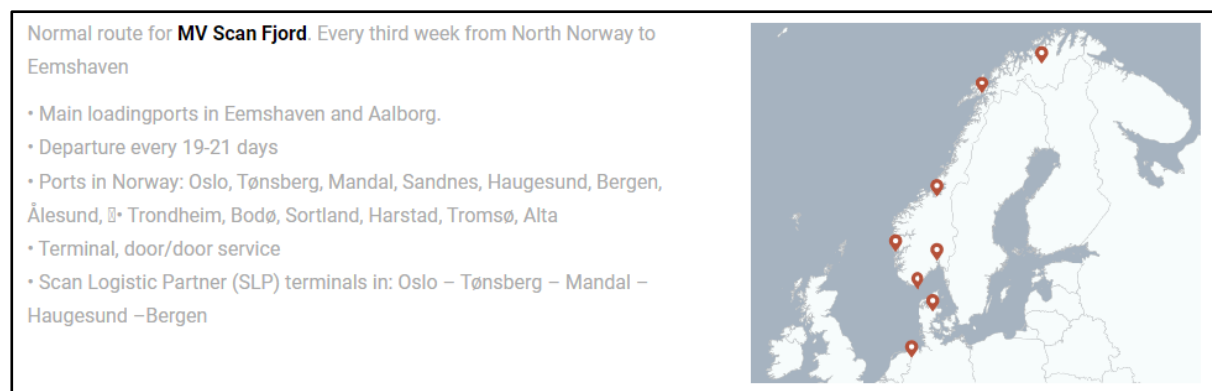 Normal route for MV Scan Fjord. Every third week from North Norway to
Eemshaven
• Main loadingports in Eemshaven and Aalborg.
• Departure every 19-21 days
• Ports in Norway: Oslo, Tønsberg, Mandal, Sandnes, Haugesund, Bergen,
Ålesund, • Trondheim, Bodø, Sortland, Harstad, Tromsø, Alta
• Terminal, door/door service
• Scan Logistic Partner (SLP) terminals in: Oslo – Tønsberg – Mandal –
Haugesund –Bergen